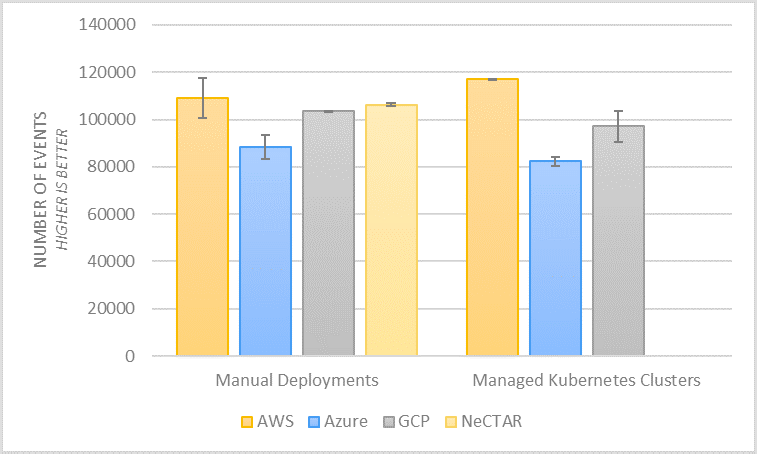 140000
120000
100000
80000
60000
40000
20000
0
NUMBER OF EVENTS
HIGHER IS BETTER
Manual Deployments
Managed Kubernetes Clusters
AWS Azure GCP NeCTAR